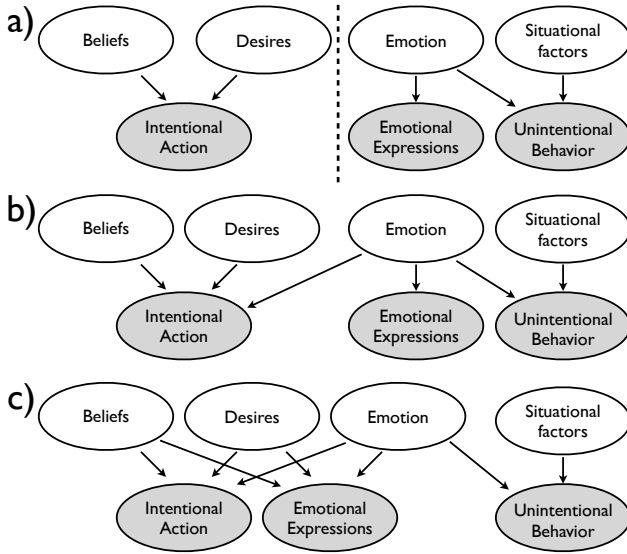 a)
Beliefs
Desires
Emotion
Situational
factors
Intentional
Action
Emotional
Expressions
Unintentional
Behavior
b)
Beliefs
Desires
Emotion
Situational
factors
Intentional
Action
Emotional
Expressions
Unintentional
Behavior
c)
Beliefs
Desires
Emotion
Situational
factors
Intentional
Action
Emotional
Expressions
Unintentional
Behavior